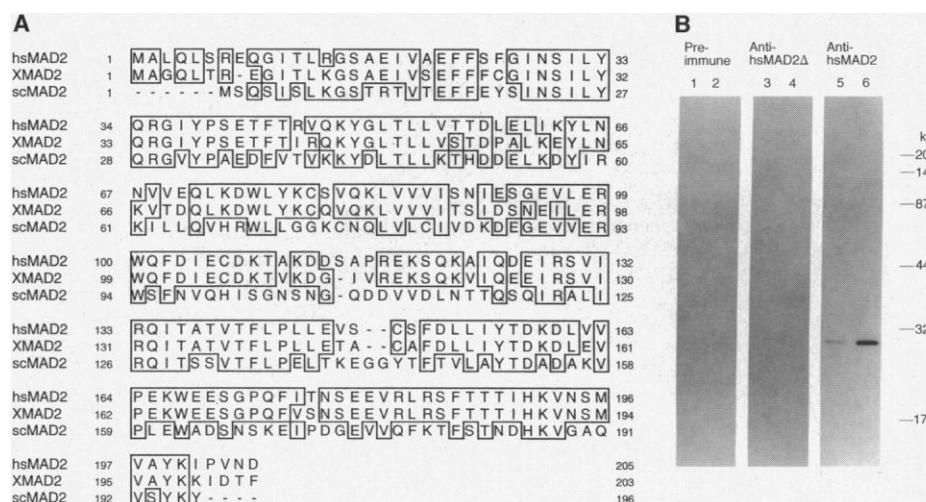 A
hsMAD2 1 MALQLSREQGITLRGSAEIVAEFFSFGINSILY 33
XMAD2 1 MAGQLTR-EGITLKGSAEIVSEFFFCGINSILY 32
scMAD2 1 ------MSQSISLKGSTRTVTEFFEYSINSILY 27
hsMAD2 34 QRGIYPSETFTRVQKYGLTLLVTTDLELIKYLN 66
XMAD2 33 QRGIYPSETFTIRQKYGLTLLVSTDPALKEYLN 65
scMAD2 28 QRGVYPAEDFVTVKKYDLTLLKTHDDELKDYIR 60
hsMAD2 67 NVVEQLKDWLYKCSVQKLVVVISNIESGEVLER 99
XMAD2 66 KVTDQLKDWLYKCQVQKLVVVITSIDSNEILER 98
scMAD2 61 KILLQVHRWLLGGKCNQLVLCIVDKDEGEVVER 93
hsMAD2 100 WQFDIECDKTAKDDSAPREKSQKAIQDEIRSVI 132
XMAD2 99 WQFDIECDKTVKDG-IVREKSQKVIQEEIRSVI 130
scMAD2 94 WSFNVQHISGNSNG-QDDVVDLNTTQSQIRALI 125
hsMAD2 133 RQITATVTFLPLLEVS--CSFDLLIYTDKDLVV 163
XMAD2 131 RQITATVTFLPLLETA--CAFDLLIYTDKDLEV 161
scMAD2 126 RQITSSVTFLPELTKEGGYTFTVLAYTDADAKV 158
hsMAD2 164 PEKWEESGPQFITNSEEVRLRSFTTTIHKVNSM 196
XMAD2 162 PEKWEESGPQFVSNSEEVRLRSFTTTIHKVNSM 194
scMAD2 159 PLEWADSNSKEIPDGEVVQFKTFSTNDHKVGAQ 191
hsMAD2 197 VAYKIPVND 205
XMAD2 195 VAYKKIDTF 203
scMAD2 192 VSYKY---- 196
B
Pre-immune
Anti-hsMAD2Δ
Anti-hsMAD2
1 2 3 4 5 6
k
—20
—14
—87
—44
—32
—17